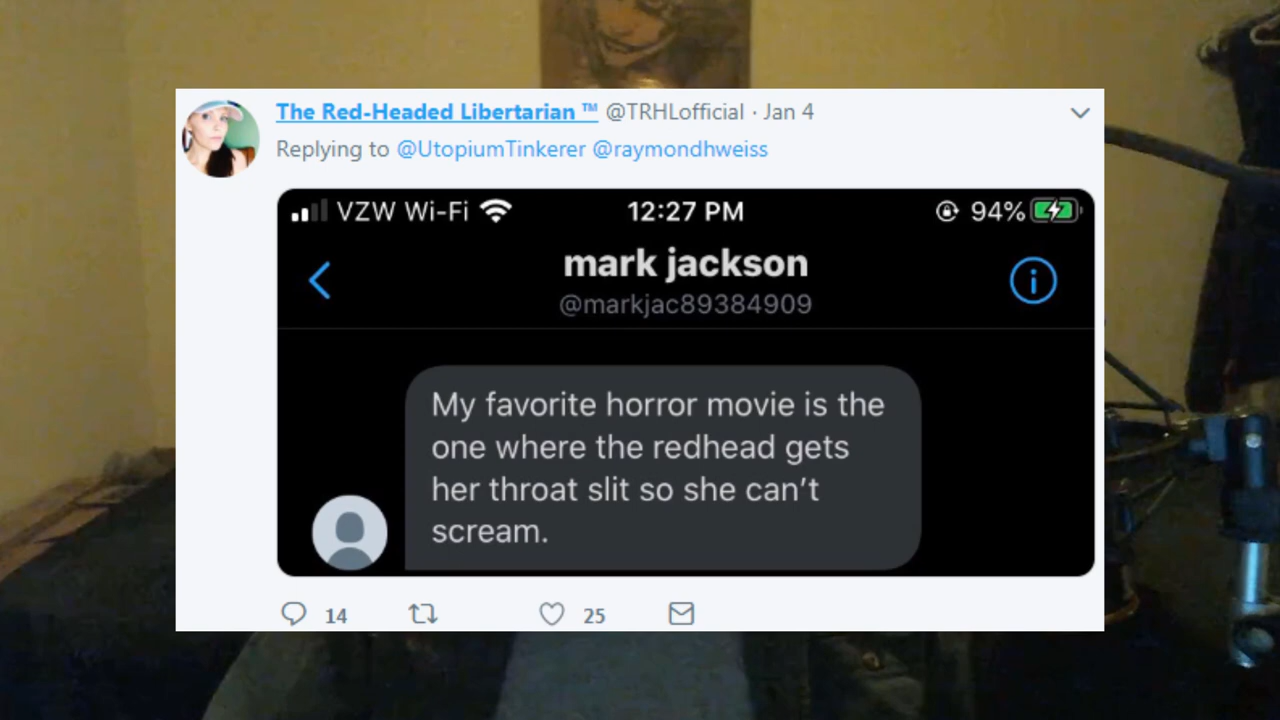 The Red-Headed Libertarian ™ @TRHLofficial · Jan 4
Replying to @UtopiumTinkerer @raymondhweiss
VZW Wi-Fi 12:27 PM 94%
mark jackson
@markjac89384909
My favorite horror movie is the
one where the redhead gets
her throat slit so she can’t
scream.
14 25